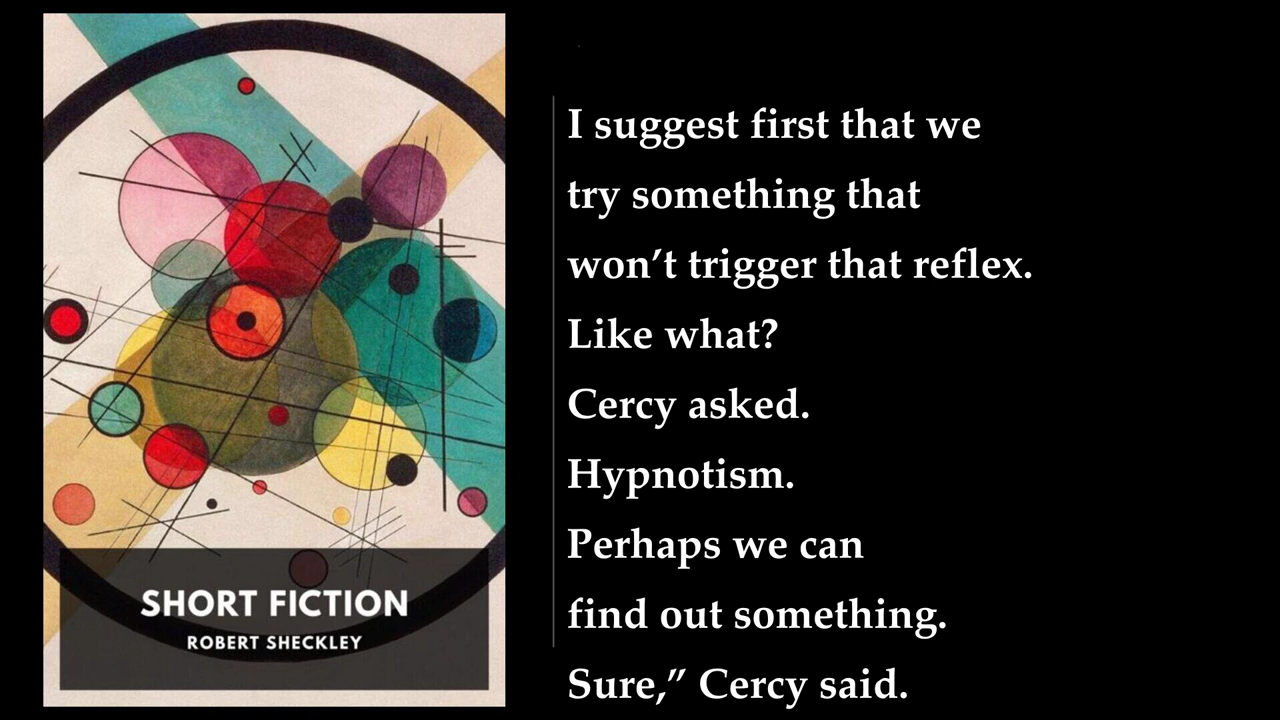 SHORT FICTION
ROBERT SHECKLEY
I suggest first that we
try something that
won’t trigger that reflex.
Like what?
Cercy asked.
Hypnotism.
Perhaps we can
find out something.
Sure,” Cercy said.